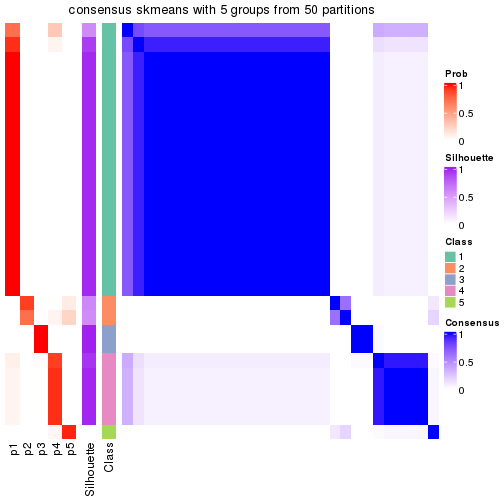 consensus skmeans with 5 groups from 50 partitions
Prob
1
0.5
0
Silhouette
1
0.5
0
Class
1
2
3
4
5
Consensus
1
0.5
0
p1
p2
p3
p4
p5
Silhouette
Class